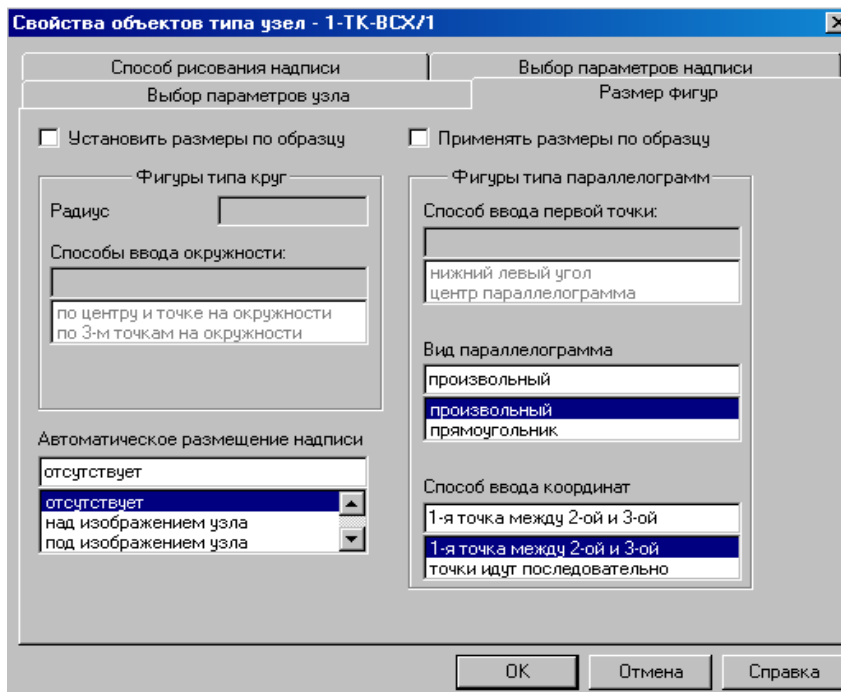 Свойства объектов типа узел - 1-ТК-ВСХ/1
Способ рисования надписи
Выбор параметров надписи
Выбор параметров узла
Размер фигур
Установить размеры по образцу
Применять размеры по образцу
Фигуры типа круг
Радиус
Способы ввода окружности:
по центру и точке на окружности
по 3-м точкам на окружности
Автоматическое размещение надписи
отсутствует
отсутствует
над изображением узла
под изображением узла
Фигуры типа параллелограмм
Способ ввода первой точки:
нижний левый угол
центр параллелограмма
Вид параллелограмма
произвольный
произвольный
прямоугольник
Способ ввода координат
1-я точка между 2-ой и 3-ой
1-я точка между 2-ой и 3-ой
точки идут последовательно
OK
Отмена
Справка